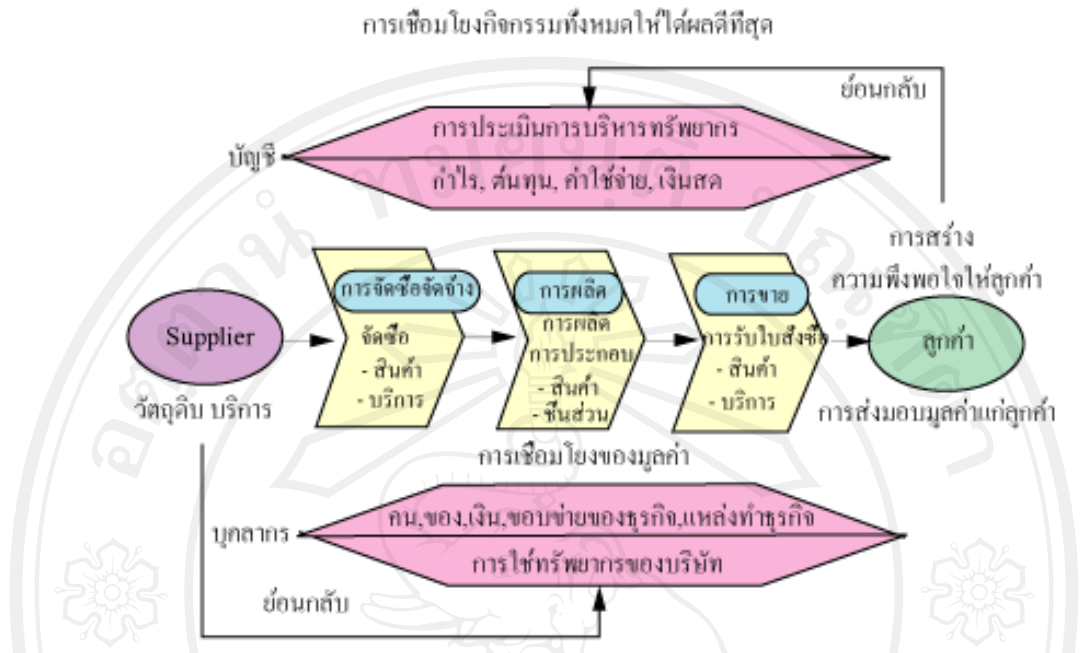 การเชื่อมโยงกิจกรรมทั้งหมดให้ได้ผลดีที่สุด
ย้อนกลับ
การประเมินการบริหารทรัพยากร
บัญชี
กำไร, ต้นทุน, ค่าใช้จ่าย, เงินสด
การสร้าง
ความพึงพอใจให้ลูกค้า
การจัดซื้อจัดจ้าง
จัดซื้อ
- สินค้า
- บริการ
การผลิต
การผลิต
การประกอบ
- สินค้า
- ชิ้นส่วน
การขาย
การรับใบสั่งซื้อ
- สินค้า
- บริการ
Supplier
วัตถุดิบ บริการ
ลูกค้า
การส่งมอบมูลค่าแก่ลูกค้า
การเชื่อมโยงของมูลค่า
คน,ของ,เงิน,ขอบข่ายของธุรกิจ,แหล่งทำธุรกิจ
บุคลากร
การใช้ทรัพยากรของบริษัท
ย้อนกลับ